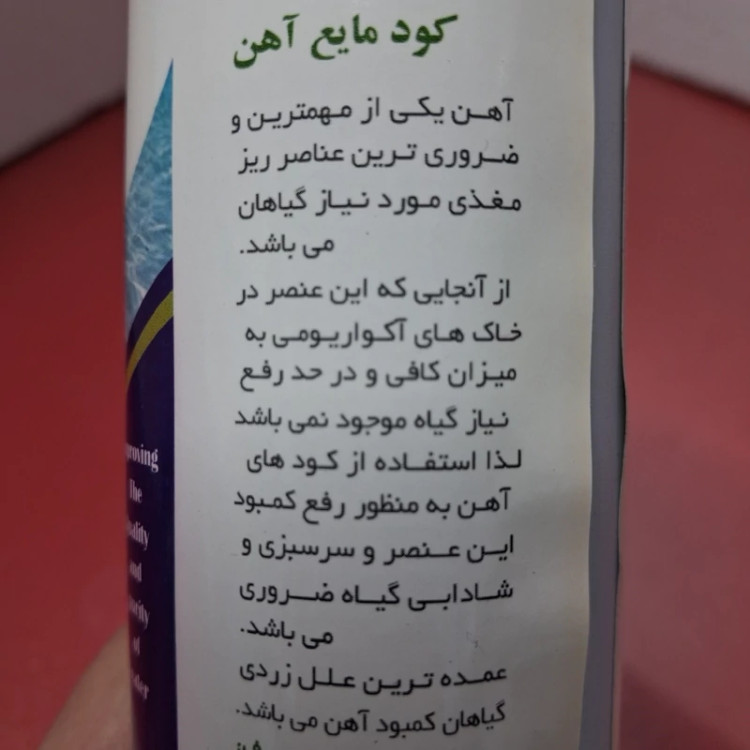 کود مایع آهن
آهن یکی از مهمترین و
ضروری ترین عناصر ریز
مغذی مورد نیاز گیاهان
می باشد.
از آنجایی که این عنصر در
خاک های آکواریومی به
میزان کافی و در حد رفع
نیاز گیاه موجود نمی باشد
لذا استفاده از کود های
آهن به منظور رفع کمبود
این عنصر و سرسبزی و
شادابی گیاه ضروری
می باشد.
عمده ترین علل زردی
گیاهان کمبود آهن می باشد.
The
and
of